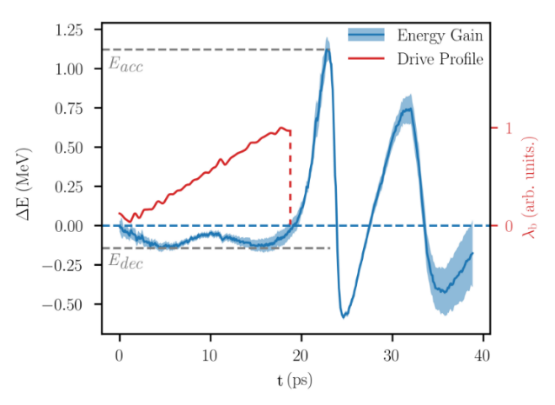 1.25
1.00
0.75
0.50
0.25
0.00
−0.25
−0.50
ΔE (MeV)
E_acc
E_dec
Energy Gain
Drive Profile
1
0
λ_b (arb. units.)
0
10
20
30
40
t (ps)